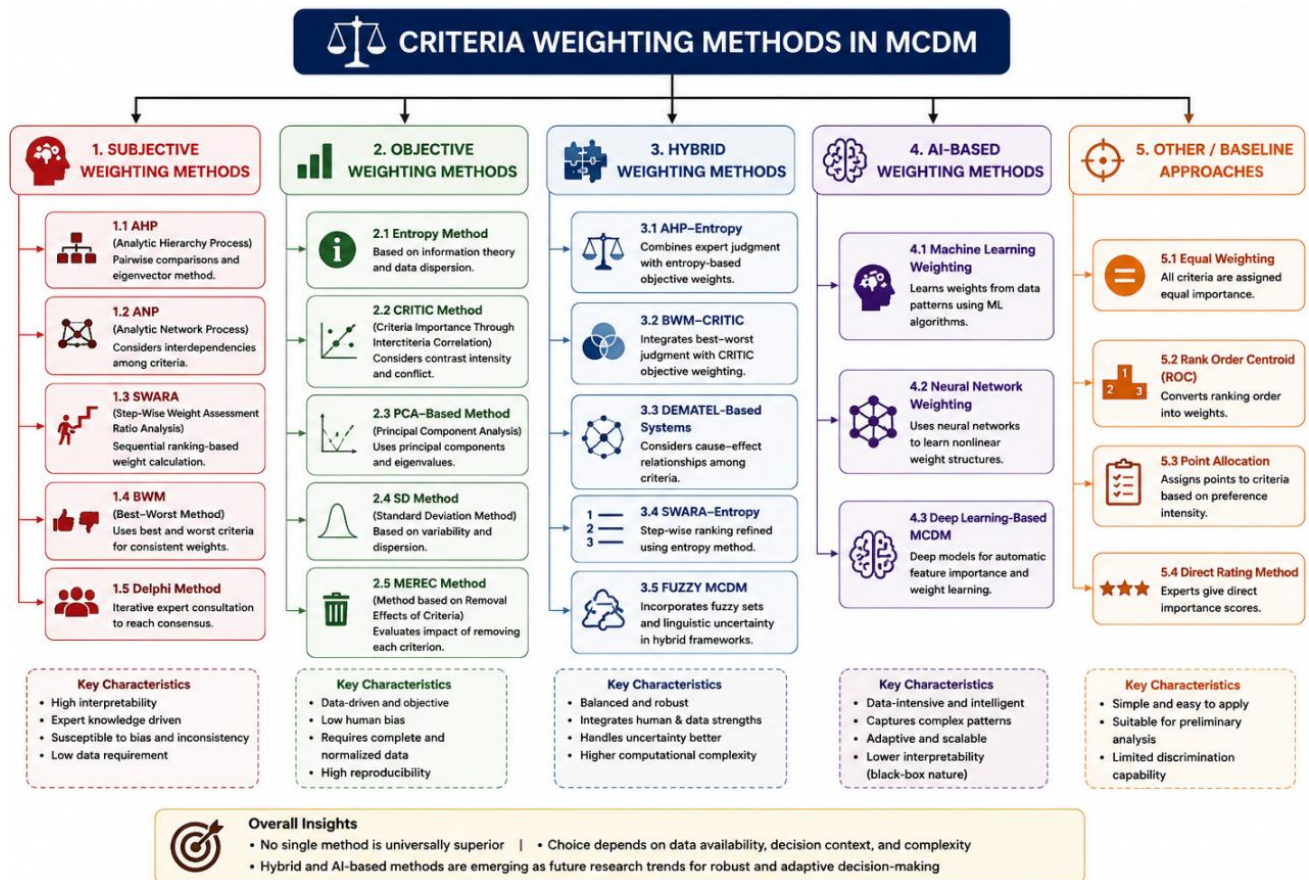 CRITERIA WEIGHTING METHODS IN MCDM
1. SUBJECTIVE
WEIGHTING METHODS
1.1 AHP
(Analytic Hierarchy Process)
Pairwise comparisons and
eigenvector method.
1.2 ANP
(Analytic Network Process)
Considers interdependencies
among criteria.
1.3 SWARA
(Step-Wise Weight Assessment
Ratio Analysis)
Sequential ranking-based
weight calculation.
1.4 BWM
(Best–Worst Method)
Uses best and worst criteria
for consistent weights.
1.5 Delphi Method
Iterative expert consultation
to reach consensus.
Key Characteristics
• High interpretability
• Expert knowledge driven
• Susceptible to bias and inconsistency
• Low data requirement
2. OBJECTIVE
WEIGHTING METHODS
i
2.1 Entropy Method
Based on information theory
and data dispersion.
2.2 CRITIC Method
(Criteria Importance Through
Interctiteria Correlation)
Considers contrast intensity
and conflict.
2.3 PCA–Based Method
(Principal Component Analysis)
Uses principal components
and eigenvalues.
2.4 SD Method
(Standard Deviation Method)
Based on variability and
dispersion.
2.5 MEREC Method
(Method based on Removal
Effects of Criteria)
Evaluates impact of removing
each criterion.
Key Characteristics
• Data-driven and objective
• Low human bias
• Requires complete and
normalized data
• High reproducibility
3. HYBRID
WEIGHTING METHODS
3.1 AHP–Entropy
Combines expert judgment
with entropy-based
objective weights.
3.2 BWM–CRITIC
Integrates best–worst
judgment with CRITIC
objective weighting.
3.3 DEMATEL-Based
Systems
Considers cause–effect
relationships among
criteria.
1
2
3
3.4 SWARA–Entropy
Step-wise ranking refined
using entropy method.
3.5 FUZZY MCDM
Incorporates fuzzy sets
and linguistic uncertainty
in hybrid frameworks.
Key Characteristics
• Balanced and robust
• Integrates human & data strengths
• Handles uncertainty better
• Higher computational complexity
4. AI-BASED
WEIGHTING METHODS
4.1 Machine Learning
Weighting
Learns weights from data
patterns using ML
algorithms.
4.2 Neural Network
Weighting
Uses neural networks
to learn nonlinear
weight structures.
4.3 Deep Learning-Based
MCDM
Deep models for automatic
feature importance and
weight learning.
Key Characteristics
• Data-intensive and intelligent
• Captures complex patterns
• Adaptive and scalable
• Lower interpretability
(black-box nature)
5. OTHER / BASELINE
APPROACHES
5.1 Equal Weighting
All criteria are assigned
equal importance.
1
2 3
5.2 Rank Order Centroid
(ROC)
Converts ranking order
into weights.
5.3 Point Allocation
Assigns points to criteria
based on preference
intensity.
5.4 Direct Rating Method
Experts give direct
importance scores.
Key Characteristics
• Simple and easy to apply
• Suitable for preliminary
analysis
• Limited discrimination
capability
Overall Insights
• No single method is universally superior | • Choice depends on data availability, decision context, and complexity
• Hybrid and AI-based methods are emerging as future research trends for robust and adaptive decision-making